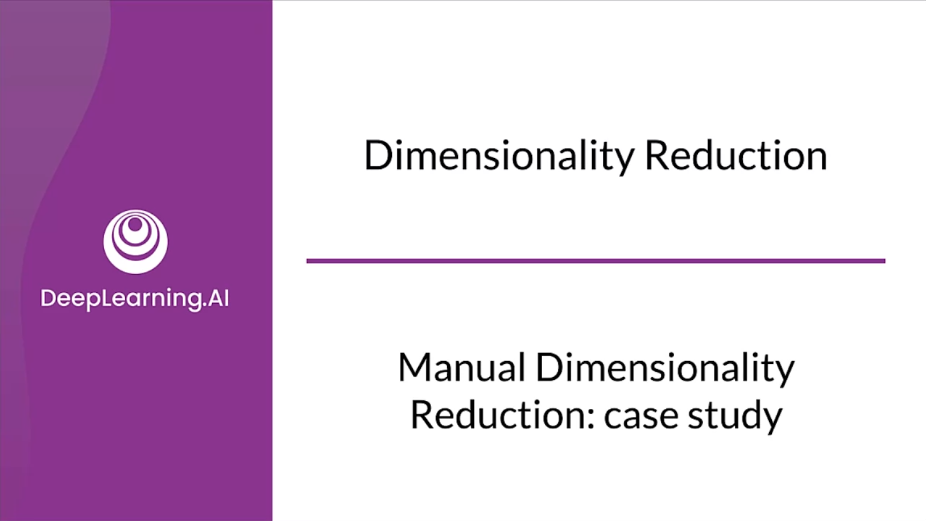 Dimensionality Reduction
DeepLearning.AI
Manual Dimensionality
Reduction: case study